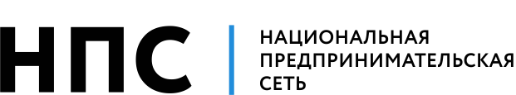 НПС
НАЦИОНАЛЬНАЯ
ПРЕДПРИНИМАТЕЛЬСКАЯ
СЕТЬ